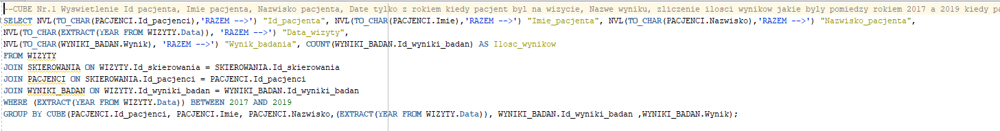 --CUBE Nr.1 Wyswietlenie Id pacjenta, Imie pacjenta, Nazwisko pacjenta, Date tylko z rokiem kiedy pacjent byl na wizycie, Nazwe wyniku, zliczenie ilosci wynikow jakie byly pomiedzy rokiem 2017 a 2019 kiedy pa
SELECT NVL(TO_CHAR(PACJENCI.Id_pacjenci),'RAZEM -->') "Id_pacjenta", NVL(TO_CHAR(PACJENCI.Imie),'RAZEM -->') "Imie_pacjenta", NVL(TO_CHAR(PACJENCI.Nazwisko),'RAZEM -->') "Nazwisko_pacjenta",
NVL(TO_CHAR(EXTRACT(YEAR FROM WIZYTY.Data)), 'RAZEM -->') "Data_wizyty",
NVL(TO_CHAR(WYNIKI_BADAN.Wynik), 'RAZEM -->') "Wynik_badania", COUNT(WYNIKI_BADAN.Id_wyniki_badan) AS Ilosc_wynikow
FROM WIZYTY
JOIN SKIEROWANIA ON WIZYTY.Id_skierowania = SKIEROWANIA.Id_skierowania
JOIN PACJENCI ON SKIEROWANIA.Id_pacjenci = PACJENCI.Id_pacjenci
JOIN WYNIKI_BADAN ON WIZYTY.Id_wyniki_badan = WYNIKI_BADAN.Id_wyniki_badan
WHERE (EXTRACT(YEAR FROM WIZYTY.Data)) BETWEEN 2017 AND 2019
GROUP BY CUBE(PACJENCI.Id_pacjenci, PACJENCI.Imie, PACJENCI.Nazwisko,(EXTRACT(YEAR FROM WIZYTY.Data)), WYNIKI_BADAN.Id_wyniki_badan ,WYNIKI_BADAN.Wynik);